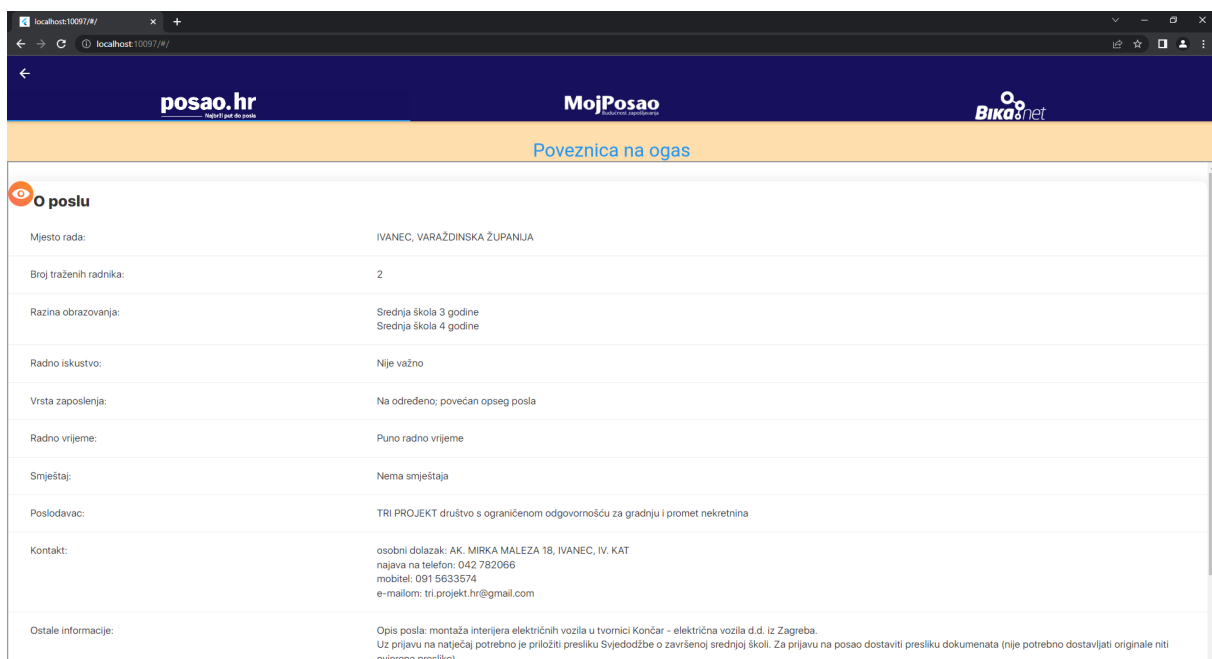 localhost:10097/#/
localhost:10097/#/
posao.hr
Najbrži put do posla
MojPosao
Budućnost zapošljavanja
BIKA net
Poveznica na ogas
O poslu
Mjesto rada: IVANEC, VARAŽDINSKA ŽUPANIJA
Broj traženih radnika: 2
Razina obrazovanja: Srednja škola 3 godine
Srednja škola 4 godine
Radno iskustvo: Nije važno
Vrsta zaposlenja: Na određeno; povećan opseg posla
Radno vrijeme: Puno radno vrijeme
Smještaj: Nema smještaja
Poslodavac: TRI PROJEKT društvo s ograničenom odgovornošću za gradnju i promet nekretnina
Kontakt: osobni dolazak: AK. MIRKA MALEZA 18, IVANEC, IV. KAT
najava na telefon: 042 782066
mobitel: 091 5633574
e-mailom: tri.projekt.hr@gmail.com
Ostale informacije: Opis posla: montaža interijera električnih vozila u tvornici Končar - električna vozila d.d. iz Zagreba.
Uz prijavu na natječaj potrebno je priložiti presliku Svjedodžbe o završenoj srednjoj školi. Za prijavu na posao dostaviti presliku dokumenata (nije potrebno dostavljati originale niti